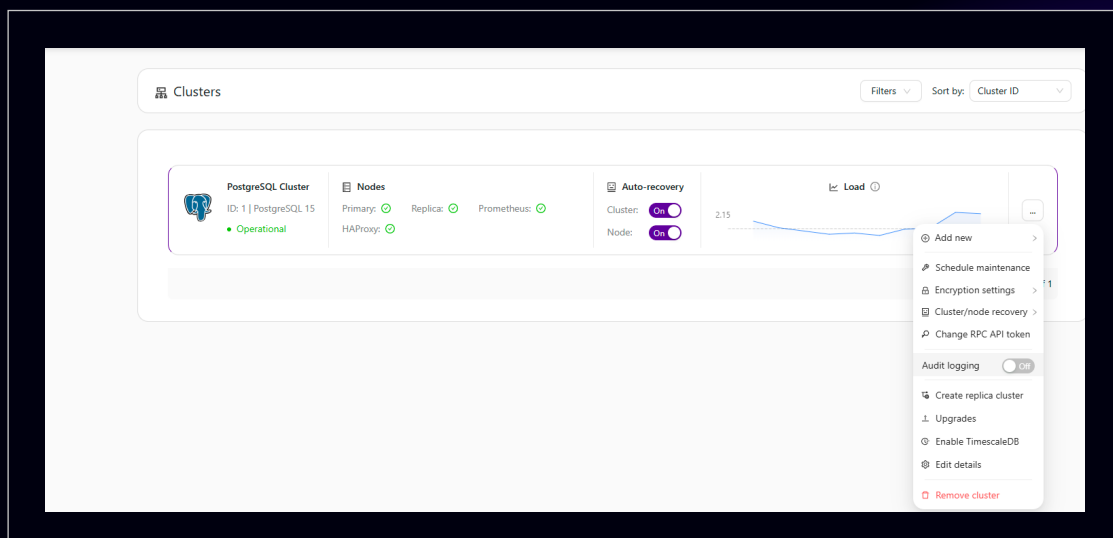 Clusters
Filters
Sort by:
Cluster ID
PostgreSQL Cluster
ID: 1 | PostgreSQL 15
Operational
Nodes
Primary:
Replica:
Prometheus:
HAProxy:
Auto-recovery
Cluster: On
Node: On
Load
2.15
...
Add new
Schedule maintenance
Encryption settings
Cluster/node recovery
Change RPC API token
Audit logging Off
Create replica cluster
Upgrades
Enable TimescaleDB
Edit details
Remove cluster
1